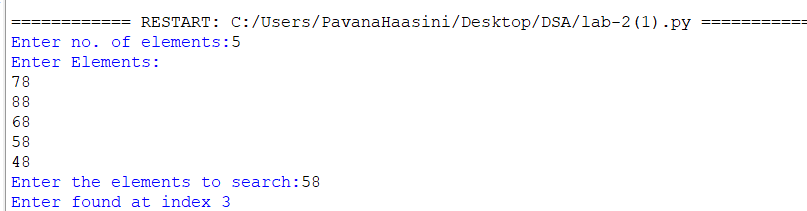 ============ RESTART: C:/Users/PavanaHaasini/Desktop/DSA/lab-2(1).py ===========
Enter no. of elements:5
Enter Elements:
78
88
68
58
48
Enter the elements to search:58
Enter found at index 3